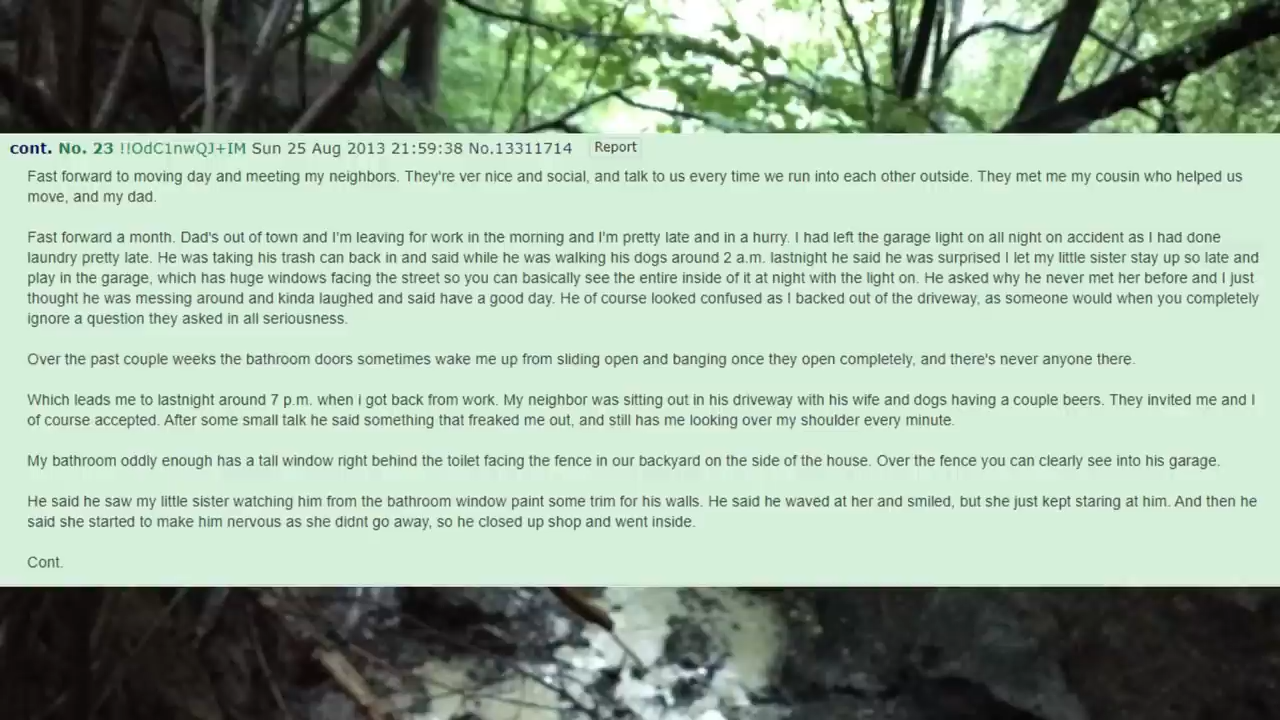 cont. No. 23 !!OdC1nwQJ+IM Sun 25 Aug 2013 21:59:38 No.13311714 Report
Fast forward to moving day and meeting my neighbors. They're ver nice and social, and talk to us every time we run into each other outside. They met me my cousin who helped us
move, and my dad.
Fast forward a month. Dad's out of town and I'm leaving for work in the morning and I'm pretty late and in a hurry. I had left the garage light on all night on accident as I had done
laundry pretty late. He was taking his trash can back in and said while he was walking his dogs around 2 a.m. lastnight he said he was surprised I let my little sister stay up so late and
play in the garage, which has huge windows facing the street so you can basically see the entire inside of it at night with the light on. He asked why he never met her before and I just
thought he was messing around and kinda laughed and said have a good day. He of course looked confused as I backed out of the driveway, as someone would when you completely
ignore a question they asked in all seriousness.
Over the past couple weeks the bathroom doors sometimes wake me up from sliding open and banging once they open completely, and there's never anyone there.
Which leads me to lastnight around 7 p.m. when i got back from work. My neighbor was sitting out in his driveway with his wife and dogs having a couple beers. They invited me and I
of course accepted. After some small talk he said something that freaked me out, and still has me looking over my shoulder every minute.
My bathroom oddly enough has a tall window right behind the toilet facing the fence in our backyard on the side of the house. Over the fence you can clearly see into his garage.
He said he saw my little sister watching him from the bathroom window paint some trim for his walls. He said he waved at her and smiled, but she just kept staring at him. And then he
said she started to make him nervous as she didnt go away, so he closed up shop and went inside.
Cont.